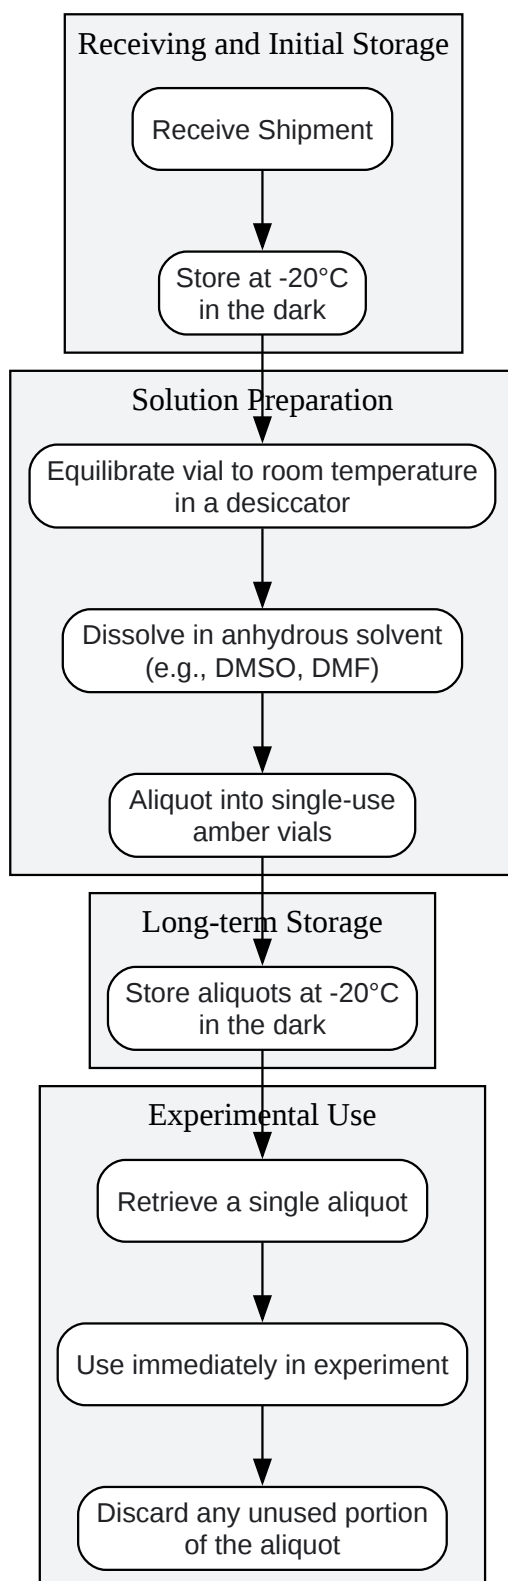 Receiving and Initial Storage
Receive Shipment
Store at -20°C
in the dark
Solution Preparation
Equilibrate vial to room temperature
in a desiccator
Dissolve in anhydrous solvent
(e.g., DMSO, DMF)
Aliquot into single-use
amber vials
Long-term Storage
Store aliquots at -20°C
in the dark
Experimental Use
Retrieve a single aliquot
Use immediately in experiment
Discard any unused portion
of the aliquot